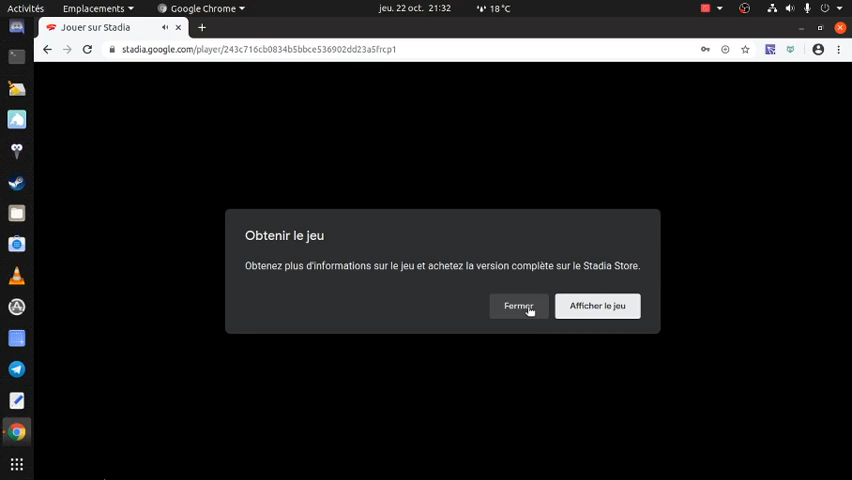 Activités Emplacements Google Chrome jeu. 22 oct. 21:32 18 °C
Jouer sur Stadia
stadia.google.com/player/243c716cb0834b5bbce536902dd23a5frcp1
Obtenir le jeu
Obtenez plus d'informations sur le jeu et achetez la version complète sur le Stadia Store.
Fermer Afficher le jeu